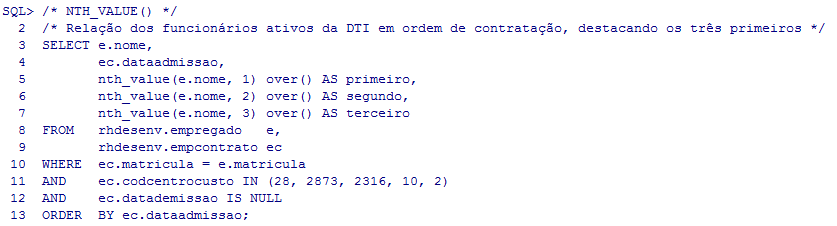 SQL> /* NTH_VALUE() */
  2  /* Relação dos funcionários ativos da DTI em ordem de contratação, destacando os três primeiros */
  3  SELECT e.nome,
  4         ec.dataadmissao,
  5         nth_value(e.nome, 1) over() AS primeiro,
  6         nth_value(e.nome, 2) over() AS segundo,
  7         nth_value(e.nome, 3) over() AS terceiro
  8  FROM   rhdesenv.empregado   e,
  9         rhdesenv.empcontrato ec
 10  WHERE  ec.matricula = e.matricula
 11  AND    ec.codcentrocusto IN (28, 2873, 2316, 10, 2)
 12  AND    ec.datademissao IS NULL
 13  ORDER  BY ec.dataadmissao;